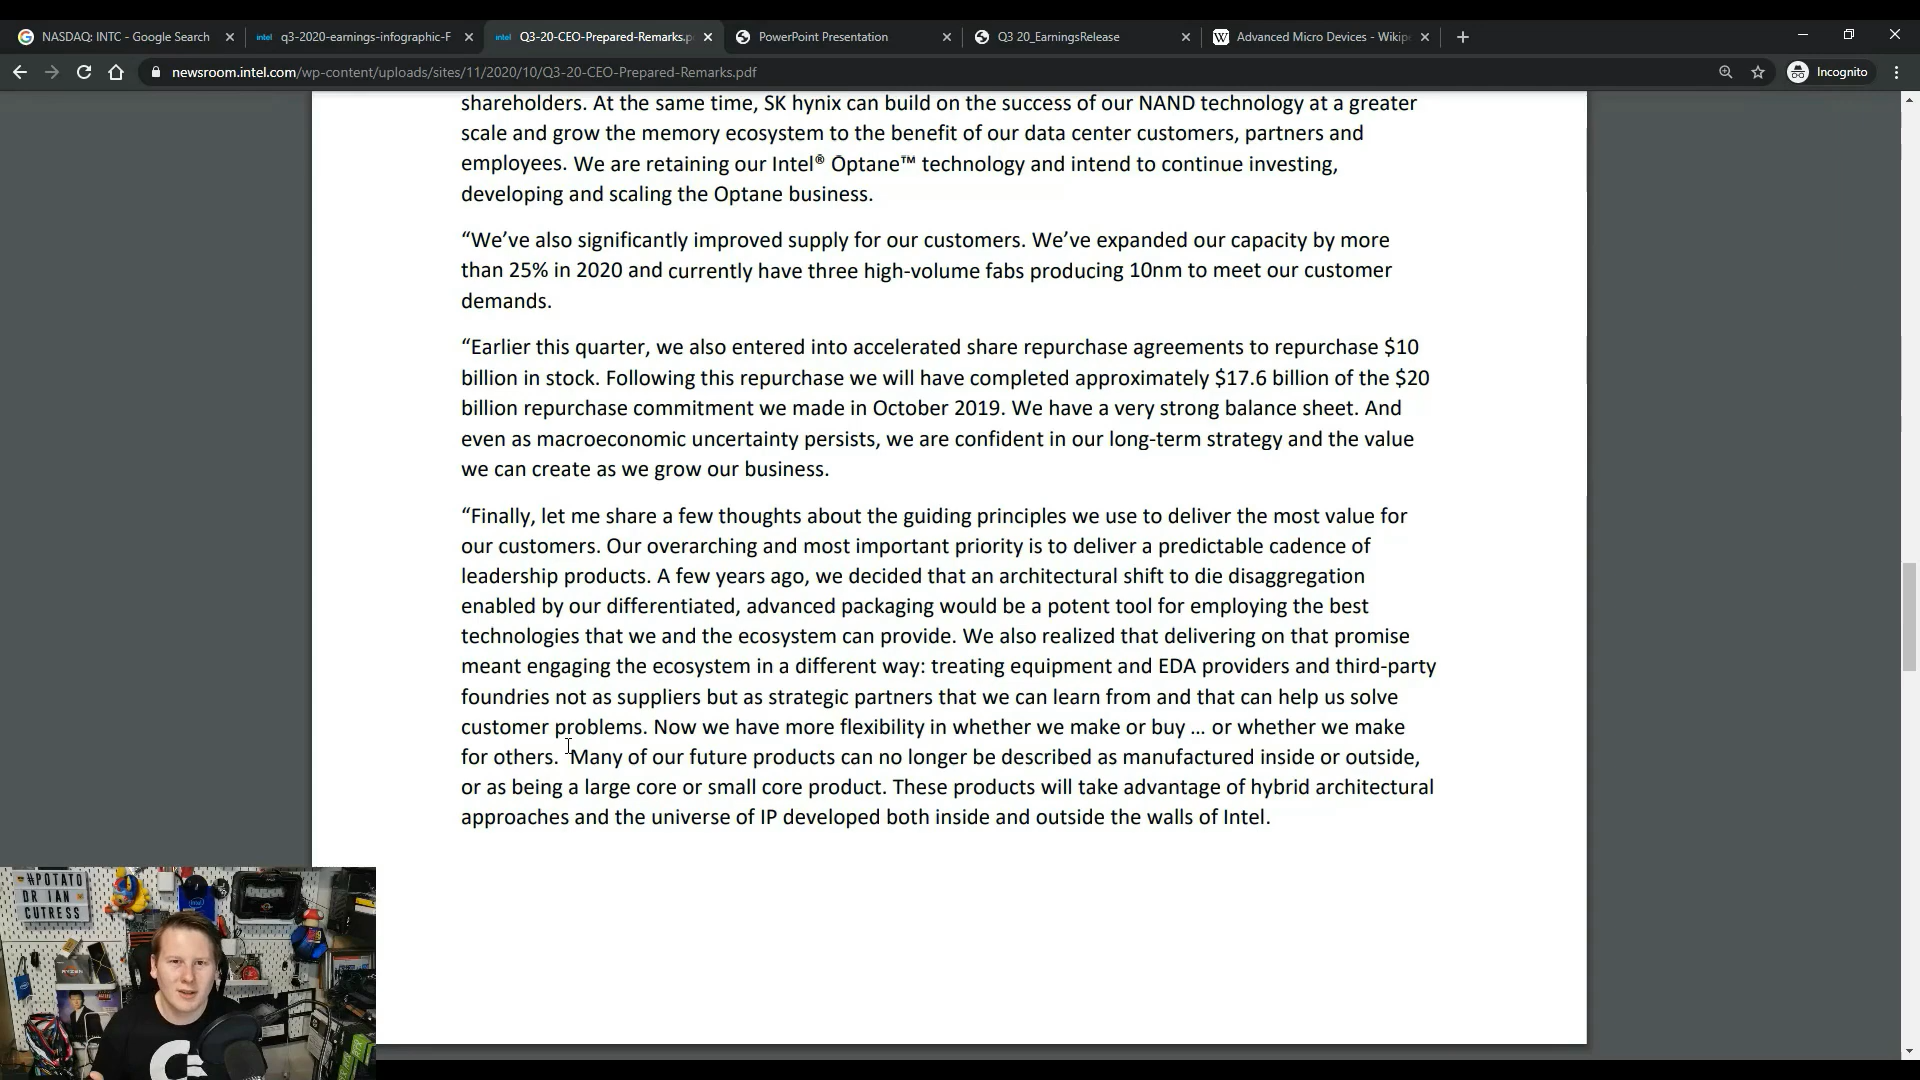 NASDAQ: INTC - Google Search
intel q3-2020-earnings-infographic-F
intel Q3-20-CEO-Prepared-Remarks.p
PowerPoint Presentation
Q3 20_EarningsRelease
W Advanced Micro Devices - Wikip
newsroom.intel.com/wp-content/uploads/sites/11/2020/10/Q3-20-CEO-Prepared-Remarks.pdf
Incognito
shareholders. At the same time, SK hynix can build on the success of our NAND technology at a greater
scale and grow the memory ecosystem to the benefit of our data center customers, partners and
employees. We are retaining our Intel® Optane™ technology and intend to continue investing,
developing and scaling the Optane business.
“We’ve also significantly improved supply for our customers. We’ve expanded our capacity by more
than 25% in 2020 and currently have three high-volume fabs producing 10nm to meet our customer
demands.
“Earlier this quarter, we also entered into accelerated share repurchase agreements to repurchase $10
billion in stock. Following this repurchase we will have completed approximately $17.6 billion of the $20
billion repurchase commitment we made in October 2019. We have a very strong balance sheet. And
even as macroeconomic uncertainty persists, we are confident in our long-term strategy and the value
we can create as we grow our business.
“Finally, let me share a few thoughts about the guiding principles we use to deliver the most value for
our customers. Our overarching and most important priority is to deliver a predictable cadence of
leadership products. A few years ago, we decided that an architectural shift to die disaggregation
enabled by our differentiated, advanced packaging would be a potent tool for employing the best
technologies that we and the ecosystem can provide. We also realized that delivering on that promise
meant engaging the ecosystem in a different way: treating equipment and EDA providers and third-party
foundries not as suppliers but as strategic partners that we can learn from and that can help us solve
customer problems. Now we have more flexibility in whether we make or buy … or whether we make
for others. Many of our future products can no longer be described as manufactured inside or outside,
or as being a large core or small core product. These products will take advantage of hybrid architectural
approaches and the universe of IP developed both inside and outside the walls of Intel.
#POTATO
DR IAN
CUTRESS